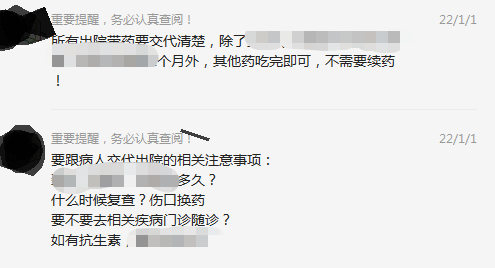 重要提醒，务必认真查阅！
22/1/1
所有出院带药要交代清楚，除了
个月外，其他药吃完即可，不需要续药
！
重要提醒，务必认真查阅！
22/1/1
要跟病人交代出院的相关注意事项：
多久？
什么时候复查？伤口换药
要不要去相关疾病门诊随诊？
如有抗生素，